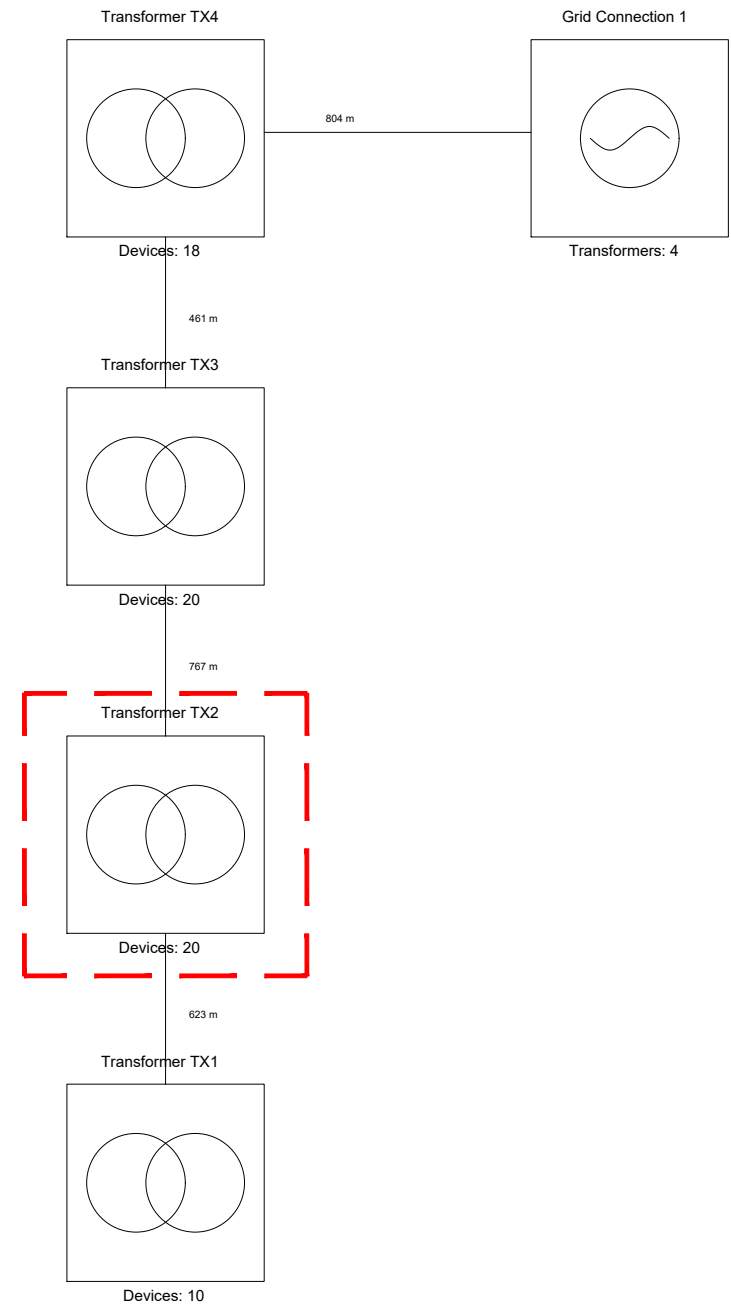 Transformer TX4
Grid Connection 1
804 m
Devices: 18
Transformers: 4
461 m
Transformer TX3
Devices: 20
767 m
Transformer TX2
Devices: 20
623 m
Transformer TX1
Devices: 10